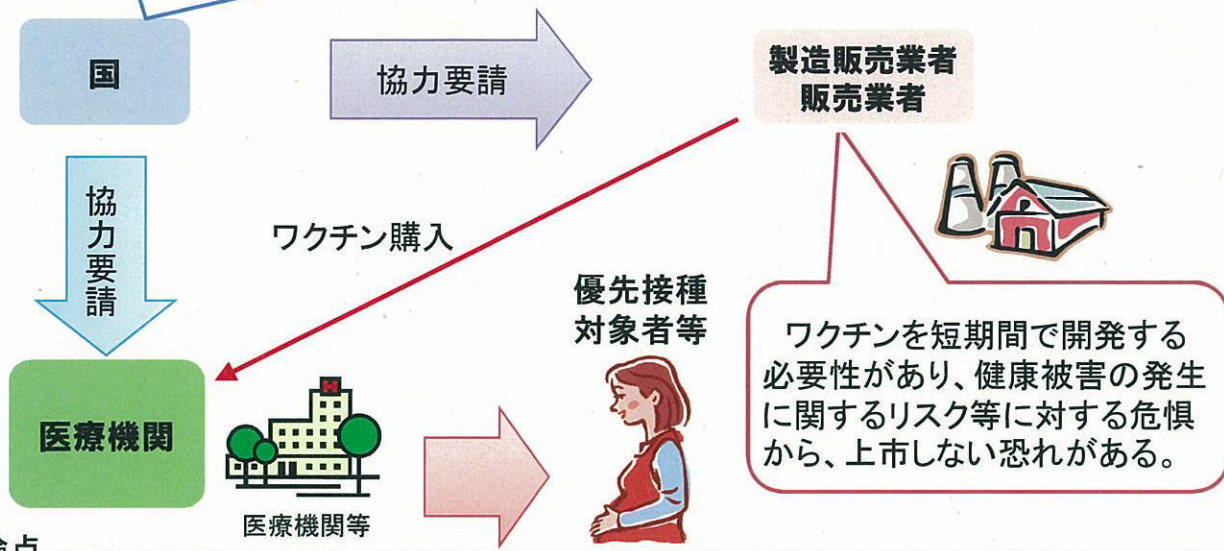 国
協力要請
製造販売業者
販売業者
協力要請
ワクチン購入
優先接種
対象者等
ワクチンを短期間で開発する
必要性があり、健康被害の発生
に関するリスク等に対する危惧
から、上市しない恐れがある。
医療機関
H
医療機関等
点